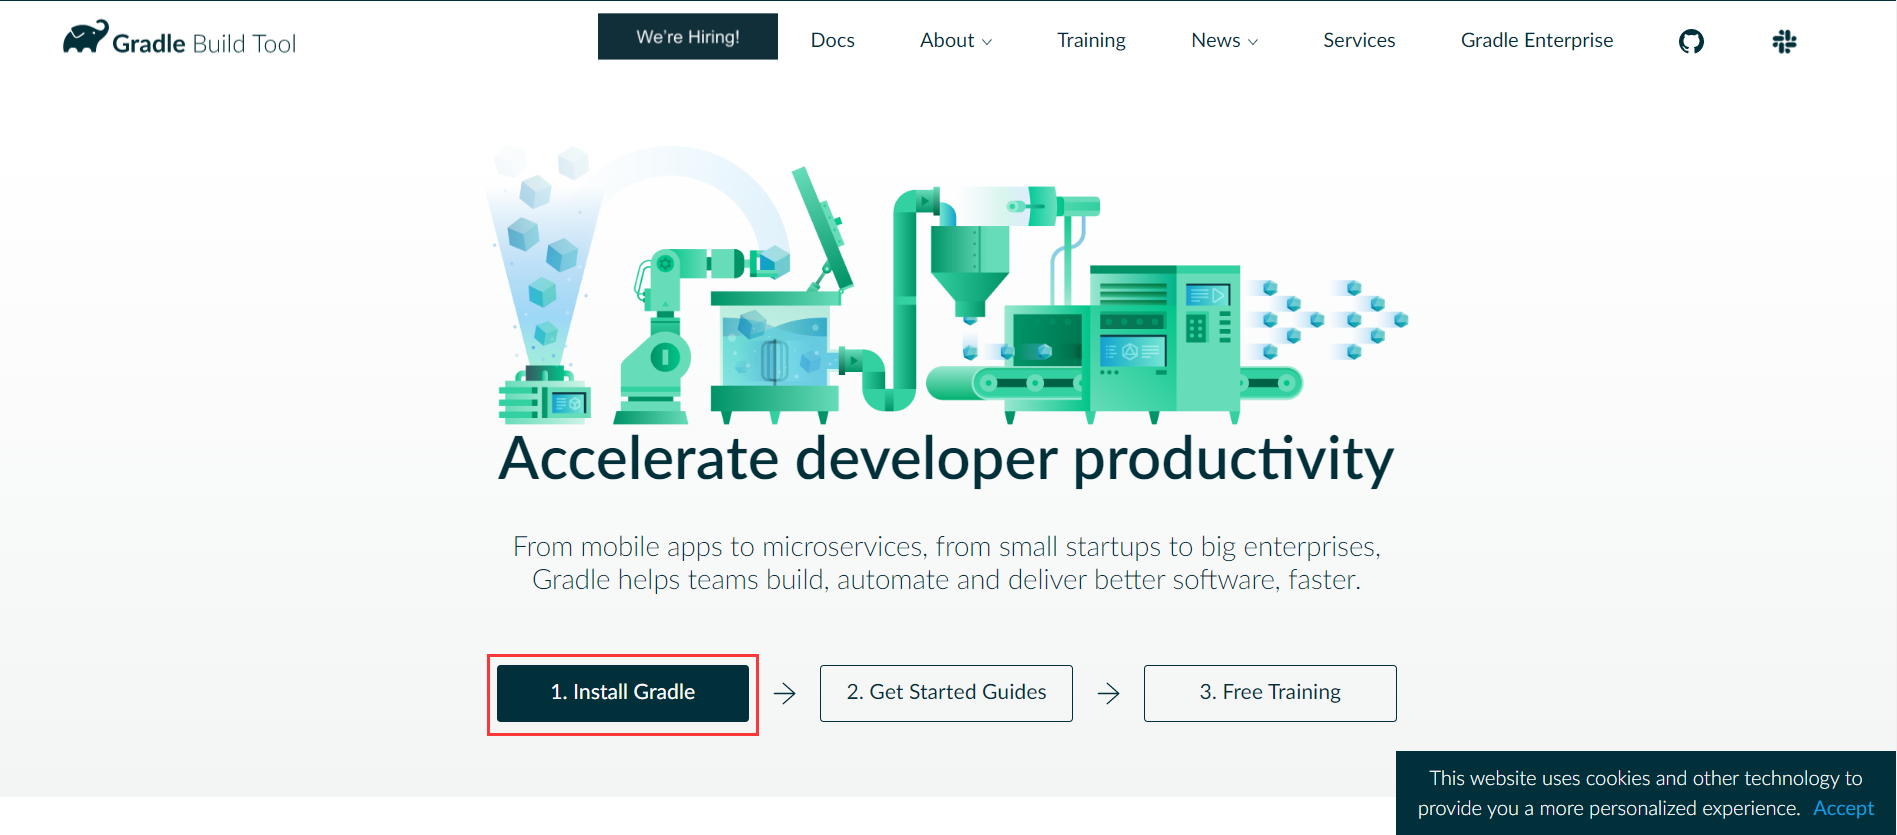 Gradle Build Tool
We're Hiring!
Docs
About
Training
News
Services
Gradle Enterprise
Accelerate developer productivity
From mobile apps to microservices, from small startups to big enterprises,
Gradle helps teams build, automate and deliver better software, faster.
1. Install Gradle
2. Get Started Guides
3. Free Training
This website uses cookies and other technology to
provide you a more personalized experience. Accept